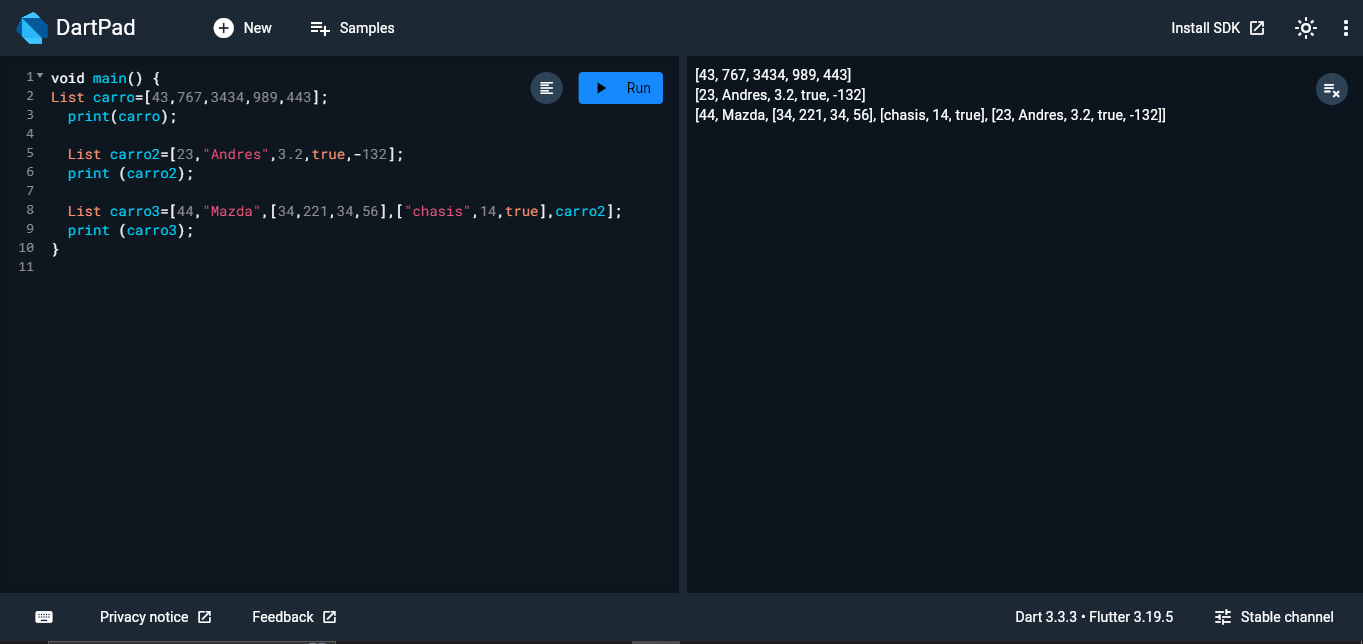 DartPad New Samples Install SDK
1 void main() {
2 List carro=[43,767,3434,989,443];
3   print(carro);
4
5   List carro2=[23,"Andres",3.2,true,-132];
6   print (carro2);
7
8   List carro3=[44,"Mazda",[34,221,34,56],["chasis",14,true],carro2];
9   print (carro3);
10 }
11
Run
[43, 767, 3434, 989, 443]
[23, Andres, 3.2, true, -132]
[44, Mazda, [34, 221, 34, 56], [chasis, 14, true], [23, Andres, 3.2, true, -132]]
Privacy notice Feedback Dart 3.3.3 • Flutter 3.19.5 Stable channel